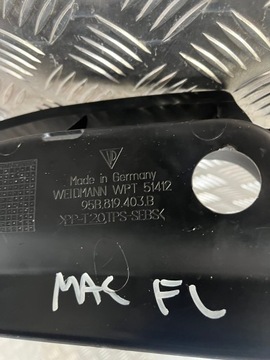 Made in Germany
WEIDMANN WPT 51412
95B.819.403.B
>PP-T20,TPS-SEBS<
MAC FL